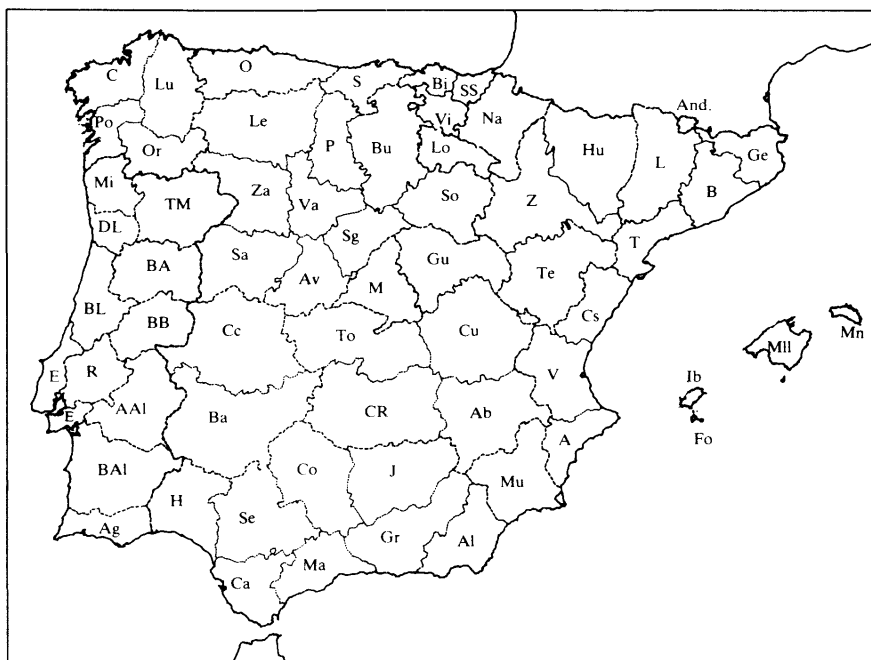 C
Lu
O
S
Bi
SS
Na
And.
Po
Le
Vi
Or
P
Bu
Lo
Hu
L
Ge
Mi
TM
Za
Va
So
Z
B
DL
Sg
T
BA
Sa
Av
Gu
Te
M
BL
BB
Cc
To
Cu
Cs
Mn
Mll
E
R
V
Ib
E
AAl
Ba
CR
Ab
A
Fo
BAl
Co
J
Mu
H
Se
Ag
Gr
Al
Ca
Ma